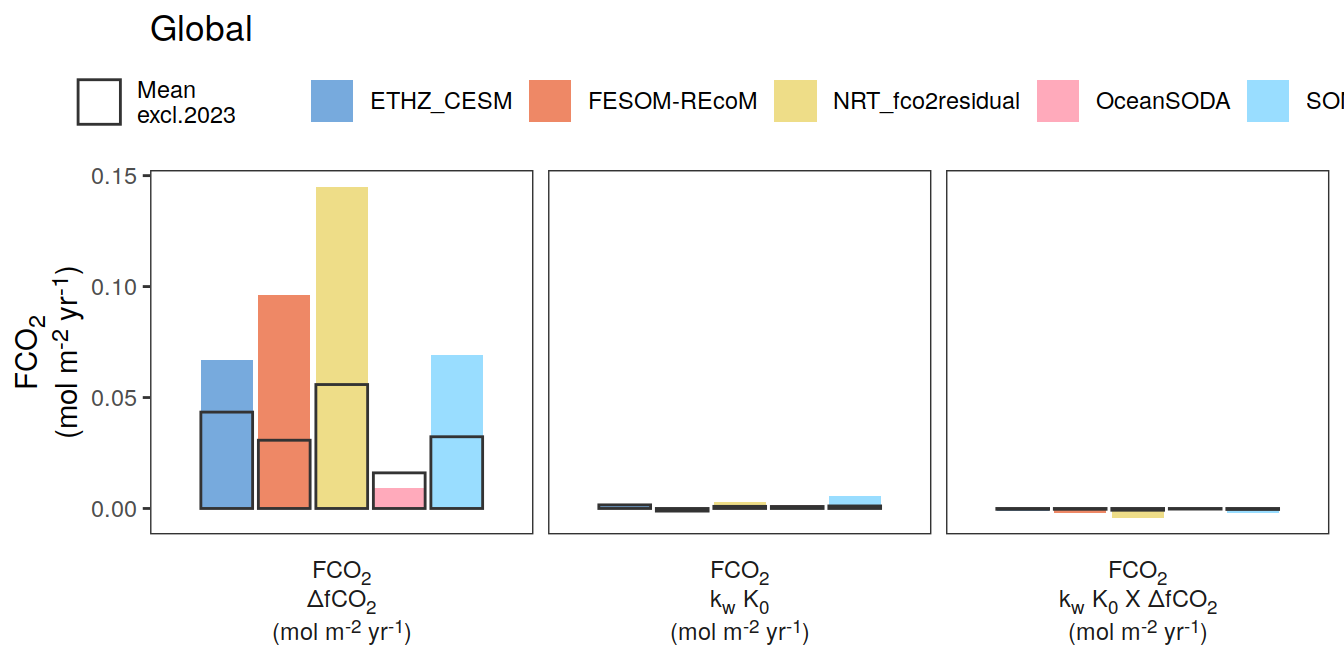 Global
Mean
excl.2023
ETHZ_CESM
FESOM-REcoM
NRT_fco2residual
OceanSODA
FCO₂
(mol m⁻² yr⁻¹)
0.15
0.10
0.05
0.00
FCO₂
ΔfCO₂
(mol m⁻² yr⁻¹)
FCO₂
k_w K₀
(mol m⁻² yr⁻¹)
FCO₂
k_w K₀ X ΔfCO₂
(mol m⁻² yr⁻¹)